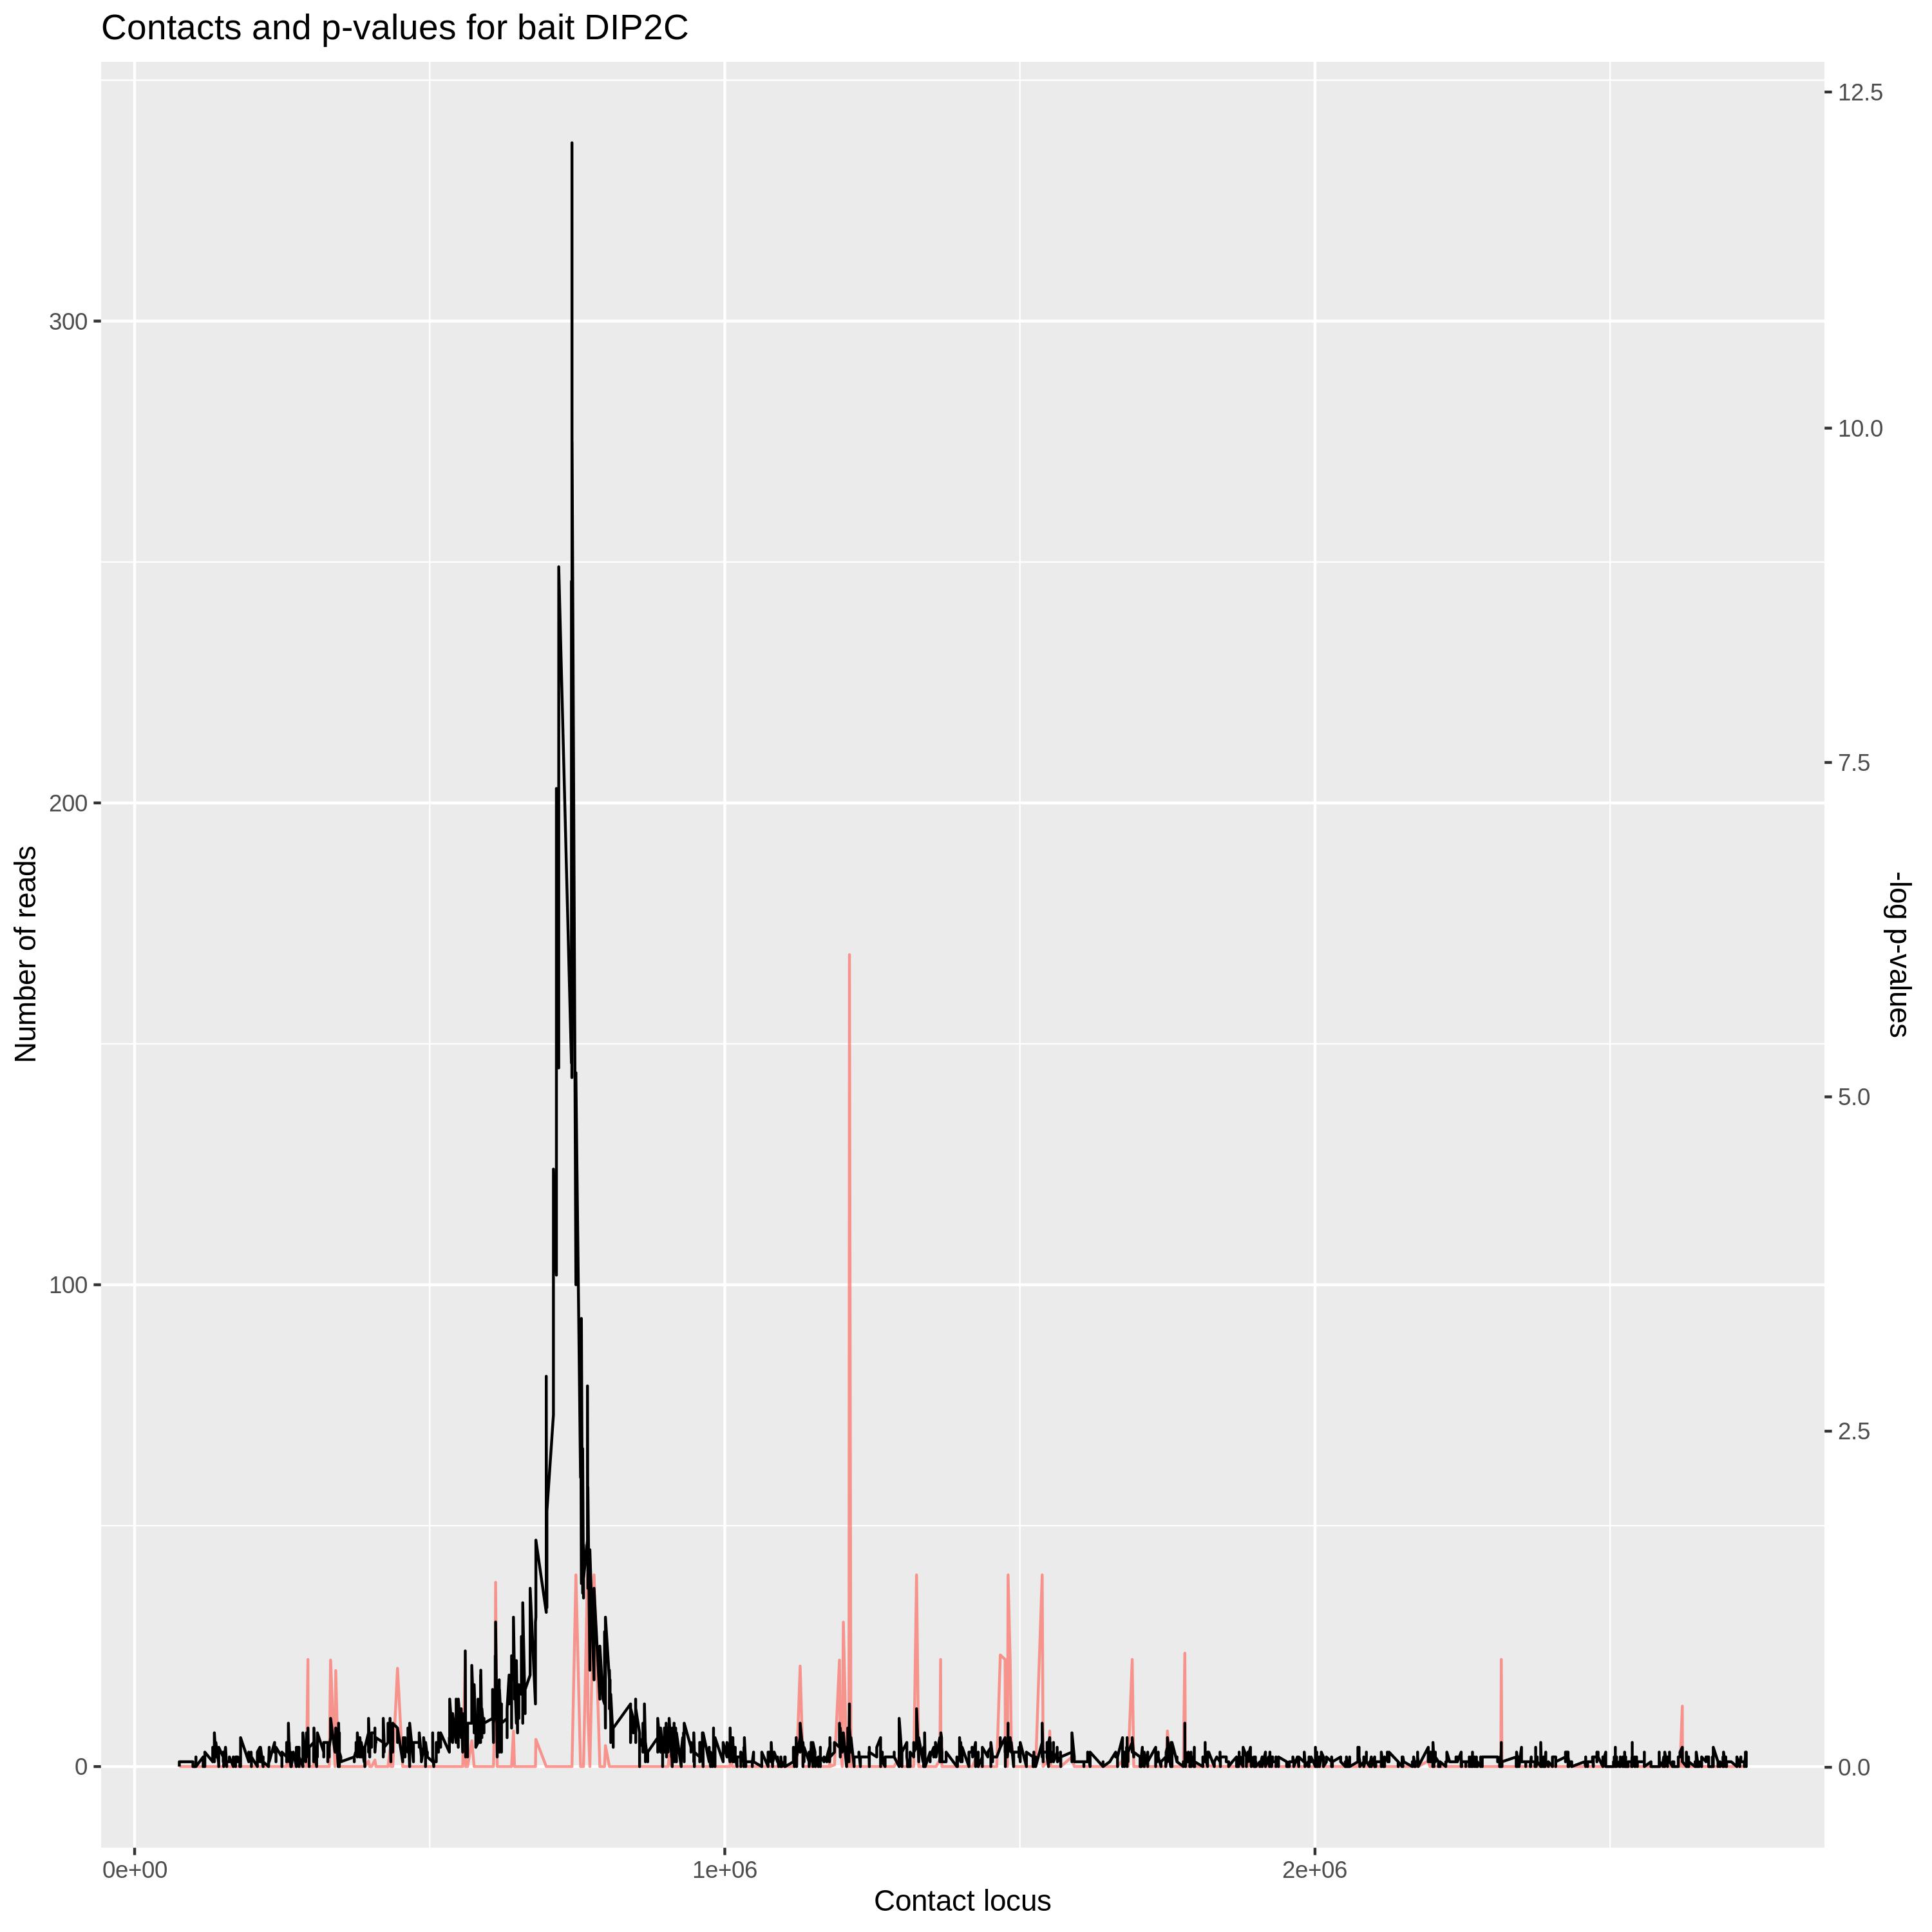 Contacts and p-values for bait DIP2C
Number of reads
300
200
100
0
12.5
10.0
7.5
5.0
2.5
0.0
-log p-values
0e+00
1e+06
2e+06
Contact locus